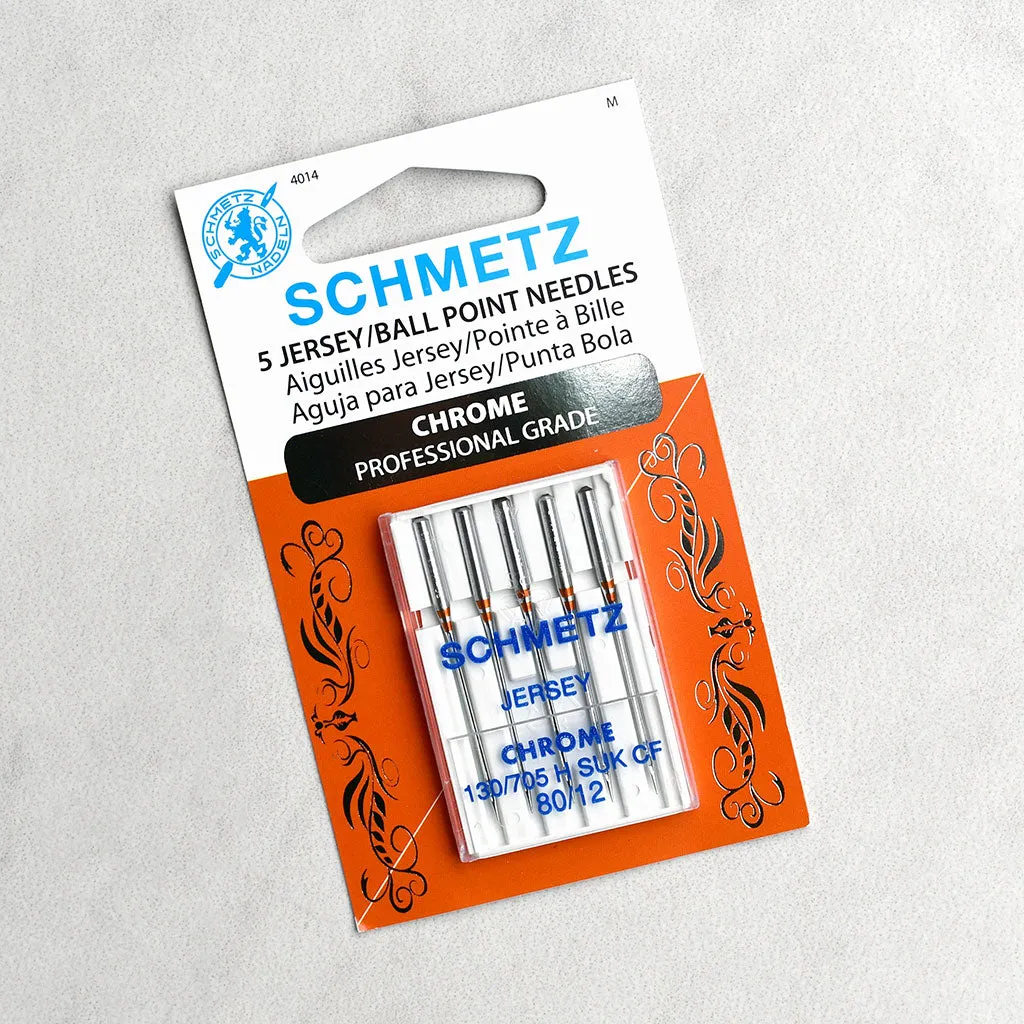 M
4014
SCHMETZ
NADELN
SCHMETZ
5 JERSEY/BALL POINT NEEDLES
Aiguilles Jersey/Pointe à Bille
Aguja para Jersey/Punta Bola
CHROME
PROFESSIONAL GRADE
SCHMETZ
JERSEY
CHROME
130/705 H SUK CF
80/12